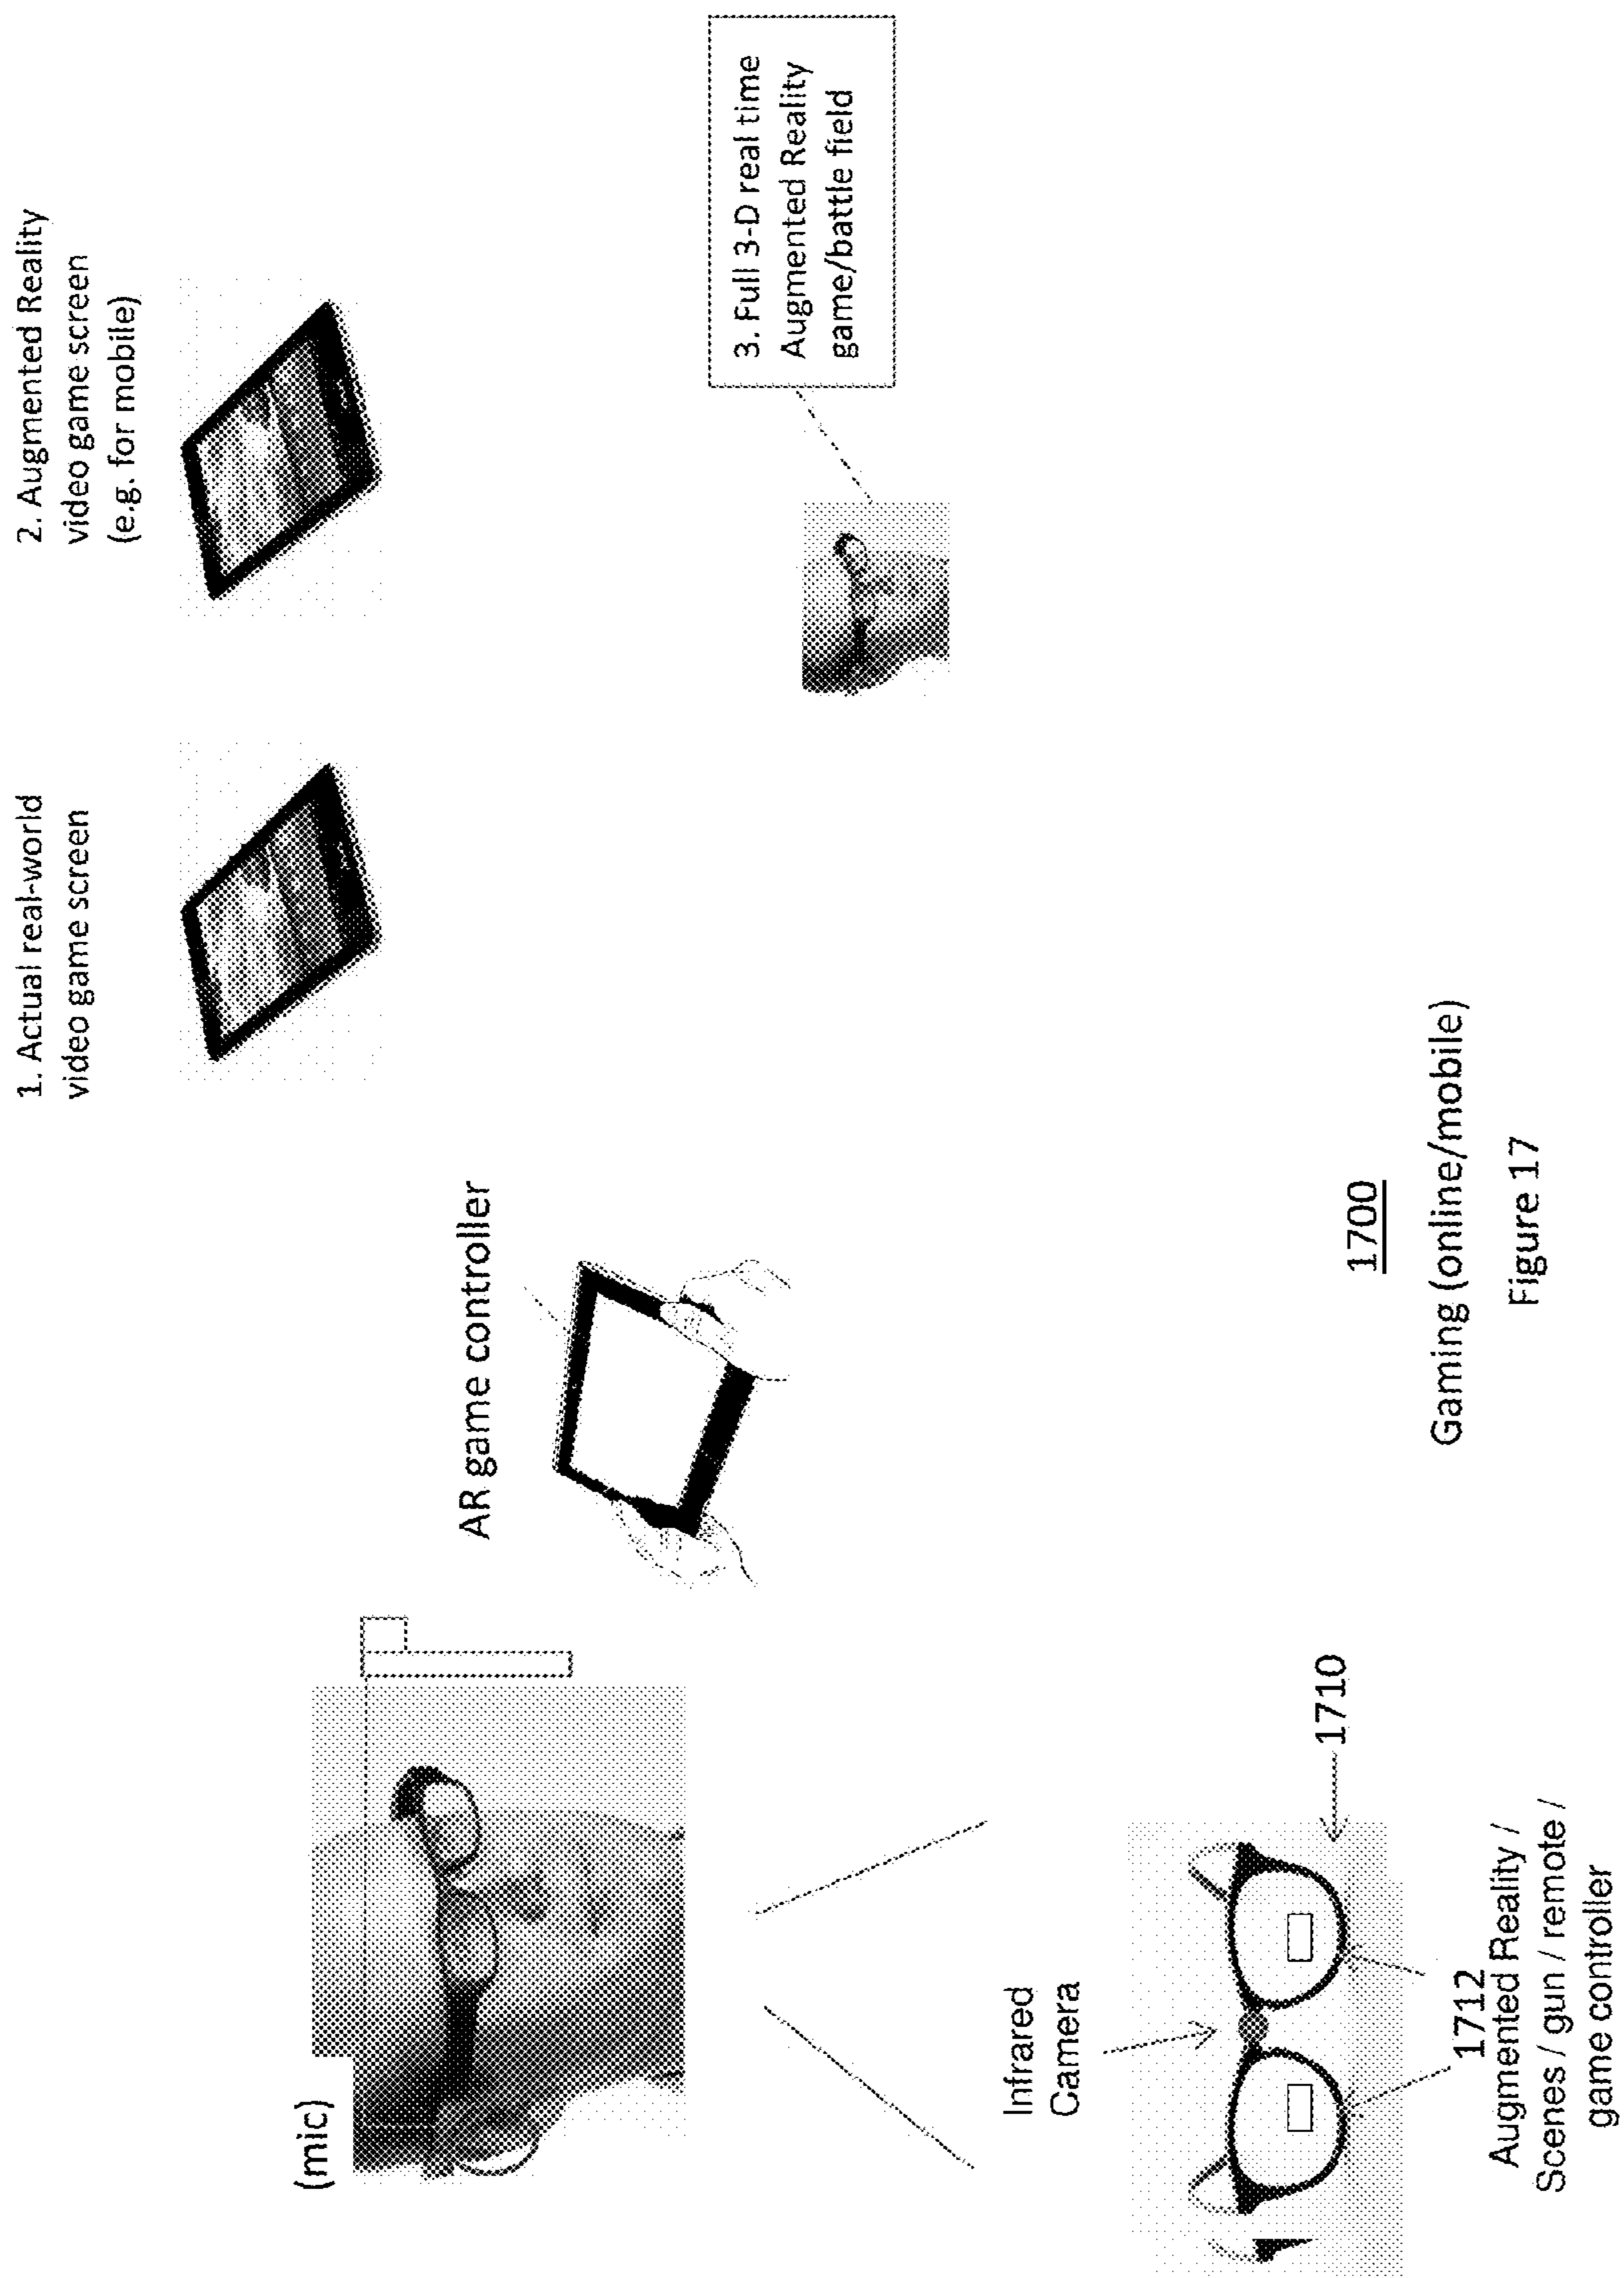 1. Actual real-world
video game screen
2. Augmented Reality
video game screen
(e.g. for mobile)
(mic)
AR game controller
3. Full 3-D real time
Augmented Reality
game/battle field
Infrared
Camera
1710
1712
Augmented Reality /
Scenes / gun / remote /
game controller
1700
Gaming (online/mobile)
Figure 17